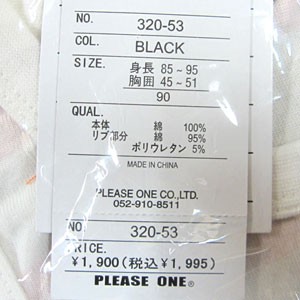 NO. 320-53
COL. BLACK
SIZE. 身長 85～95
胸囲 45～51
90
QUAL.
本体 綿 100%
リブ部分 綿 95%
ポリウレタン 5%
MADE IN CHINA
PLEASE ONE CO.,LTD.
052-910-8511
NO. 320-53
PRICE.
¥1,900(税込¥1,995)
PLEASE ONE®